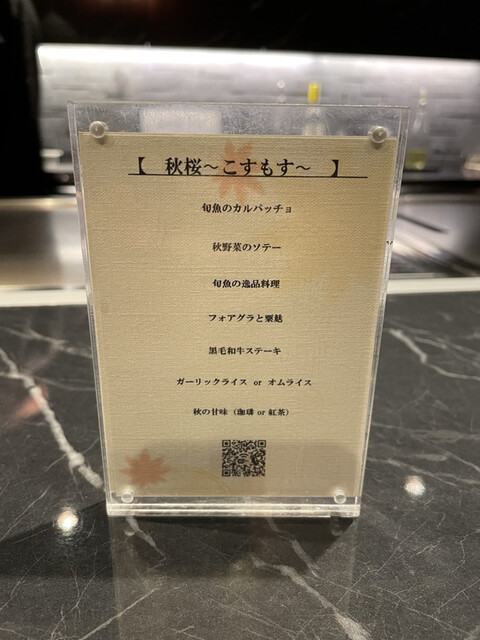 【 秋桜～こすもす～ 】
旬魚のカルパッチョ
秋野菜のソテー
旬魚の逸品料理
フォアグラと栗麩
黒毛和牛ステーキ
ガーリックライス or オムライス
秋の甘味（珈琲 or 紅茶）